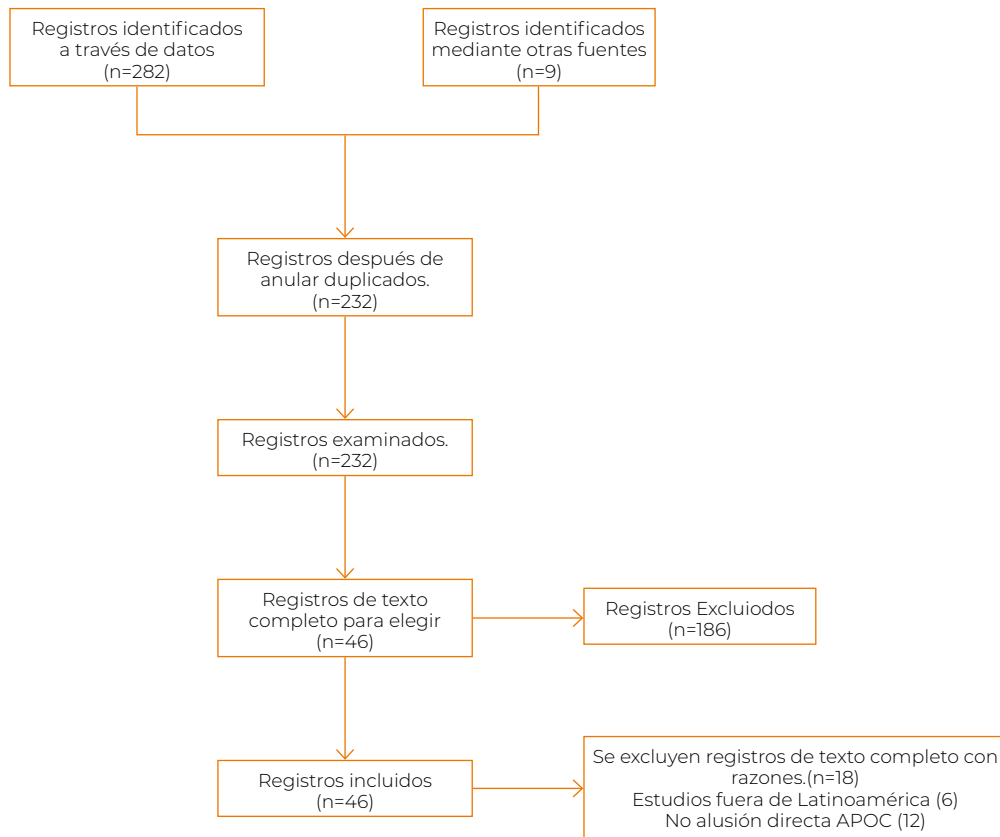 Registros identificados
a través de datos
(n=282)
Registros identificados
mediante otras fuentes
(n=9)
Registros después de
anular duplicados.
(n=232)
Registros examinados.
(n=232)
Registros de texto
completo para elegir
(n=46)
Registros Excluiodos
(n=186)
Registros incluidos
(n=46)
Se excluyen registros de texto completo con
razones.(n=18)
Estudios fuera de Latinoamérica (6)
No alusión directa APOC (12)